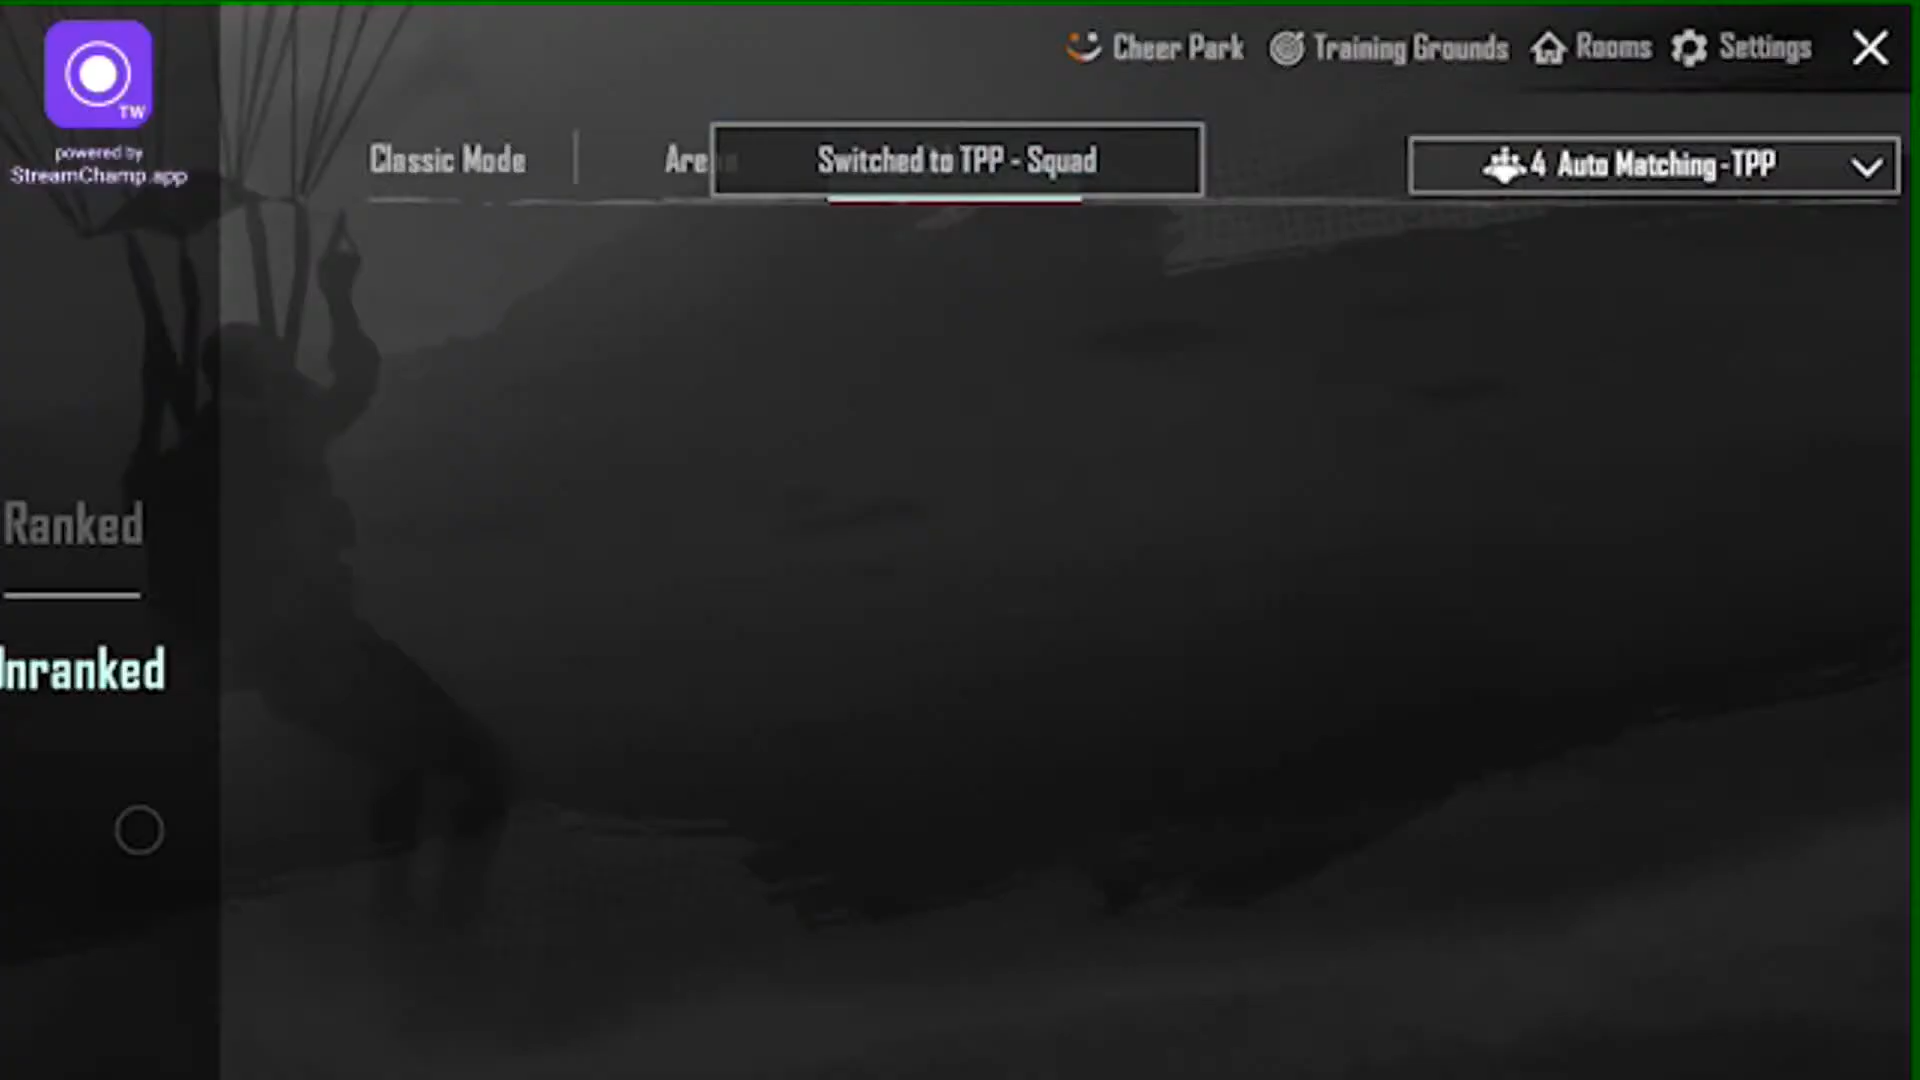 TW
powered by
StreamChamp.app
Cheer Park
Training Grounds
Rooms
Settings
Classic Mode
Are
Switched to TPP - Squad
4 Auto Matching-TPP
Ranked
Unranked